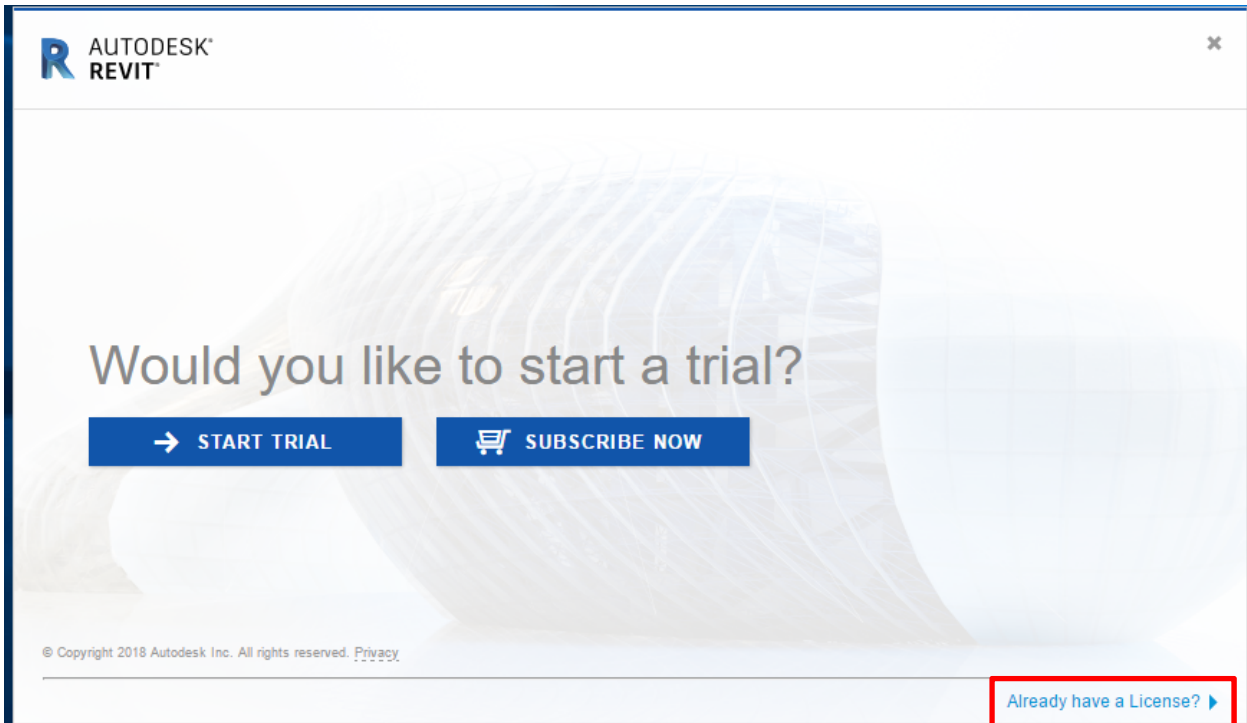 AUTODESK®
REVIT®
Would you like to start a trial?
START TRIAL
SUBSCRIBE NOW
© Copyright 2018 Autodesk Inc. All rights reserved. Privacy
Already have a License?